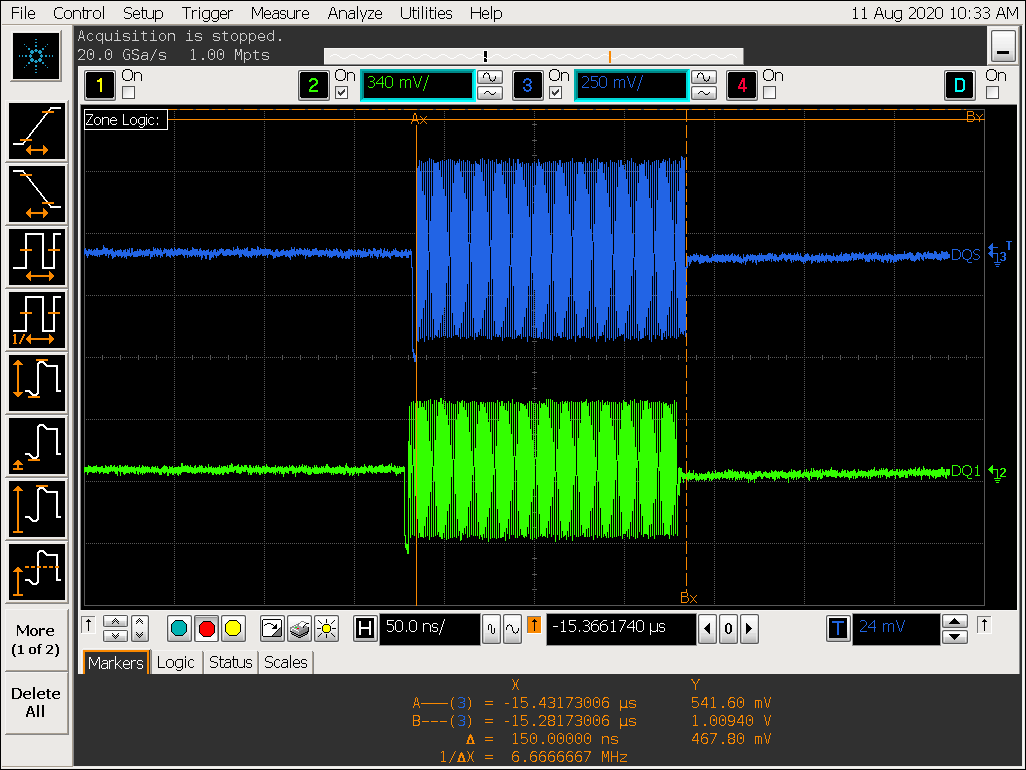 File Control Setup Trigger Measure Analyze Utilities Help 11 Aug 2020 10:33 AM
Acquisition is stopped.
20.0 GSa/s 1.00 Mpts
1 On 2 On 340 mV/ 3 On 250 mV/ 4 On D On
Zone Logic:
Ax By
DQS T 3
DQ1 2
1/
Bx
More
(1 of 2)
Delete
All
H 50.0 ns/ -15.3661740 µs 0 T 24 mV
Markers Logic Status Scales
X Y
A——(3) = -15.43173006 µs 541.60 mV
B---(3) = -15.28173006 µs 1.00940 V
Δ = 150.00000 ns 467.80 mV
1/ΔX = 6.6666667 MHz